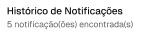 Histórico de Notificações
5 notificação(ões) encontrada(s)